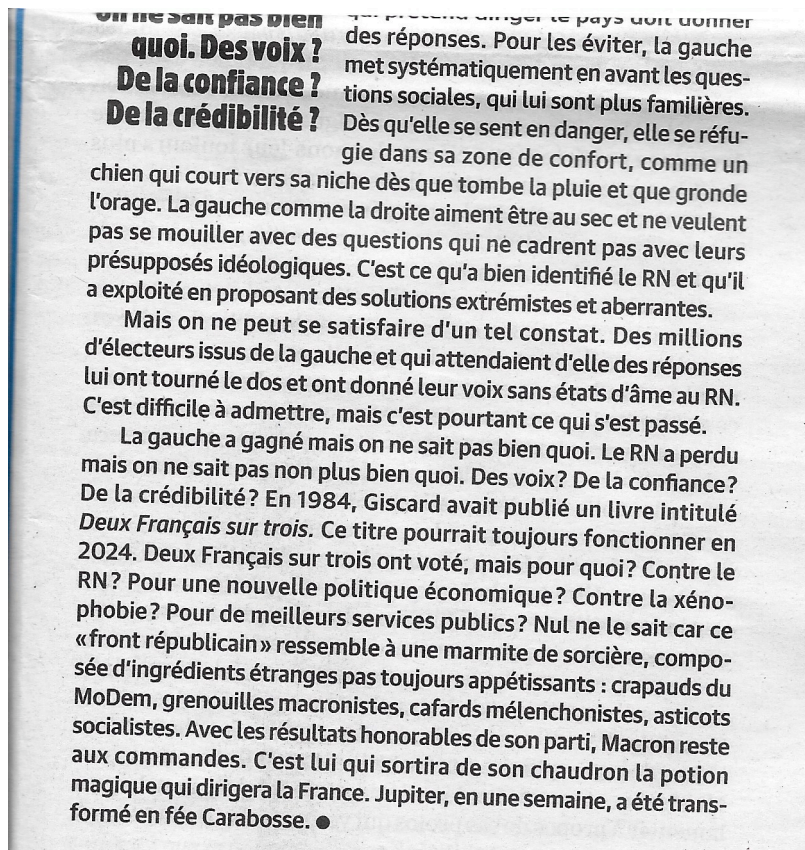 On ne sait pas bien
quoi. Des voix ?
De la confiance ?
De la crédibilité ?
qui prétend diriger le pays doit donner
des réponses. Pour les éviter, la gauche
met systématiquement en avant les ques-
tions sociales, qui lui sont plus familières.
Dès qu'elle se sent en danger, elle se réfu-
gie dans sa zone de confort, comme un
chien qui court vers sa niche dès que tombe la pluie et que gronde
l'orage. La gauche comme la droite aiment être au sec et ne veulent
pas se mouiller avec des questions qui ne cadrent pas avec leurs
présupposés idéologiques. C'est ce qu'a bien identifié le RN et qu'il
a exploité en proposant des solutions extrémistes et aberrantes.
Mais on ne peut se satisfaire d'un tel constat. Des millions
d'électeurs issus de la gauche et qui attendaient d'elle des réponses
lui ont tourné le dos et ont donné leur voix sans états d'âme au RN.
C'est difficile à admettre, mais c'est pourtant ce qui s'est passé.
La gauche a gagné mais on ne sait pas bien quoi. Le RN a perdu
mais on ne sait pas non plus bien quoi. Des voix ? De la confiance ?
De la crédibilité ? En 1984, Giscard avait publié un livre intitulé
Deux Français sur trois. Ce titre pourrait toujours fonctionner en
2024. Deux Français sur trois ont voté, mais pour quoi ? Contre le
RN ? Pour une nouvelle politique économique ? Contre la xéno-
phobie ? Pour de meilleurs services publics ? Nul ne le sait car ce
«front républicain» ressemble à une marmite de sorcière, compo-
sée d'ingrédients étranges pas toujours appétissants : crapauds du
MoDem, grenouilles macronistes, cafards mélenchonistes, asticots
socialistes. Avec les résultats honorables de son parti, Macron reste
aux commandes. C'est lui qui sortira de son chaudron la potion
magique qui dirigera la France. Jupiter, en une semaine, a été trans-
formé en fée Carabosse. ●